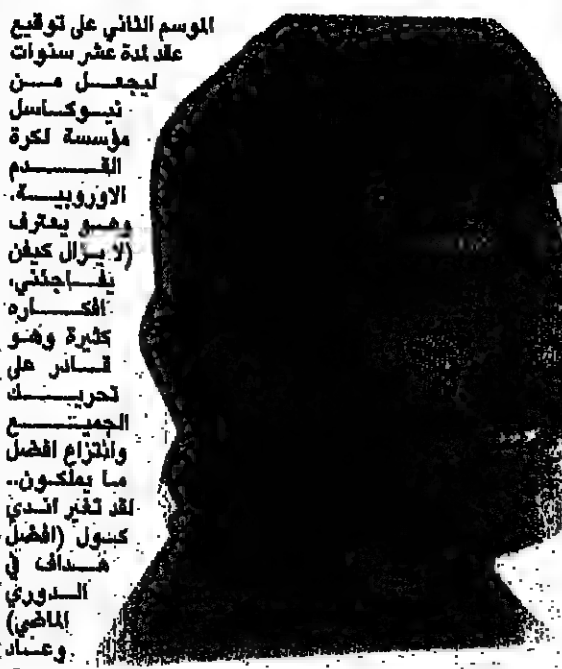 الموسم الثاني على توقيع
عقد لمدة عشر سنوات
ليجعل من
نيوكاسل
مؤسسة لكرة
القدم
الاوروبية.
وهو يعترف
(لا يزال كيفن
يفاجئني،
افكاره
كثيرة وهو
قادر على
تحريك
الجميع
وانتزاع افضل
ما يملكون..
لقد تغير اندي
كول (افضل
هداف في
الدوري
الماضي)
وعاد